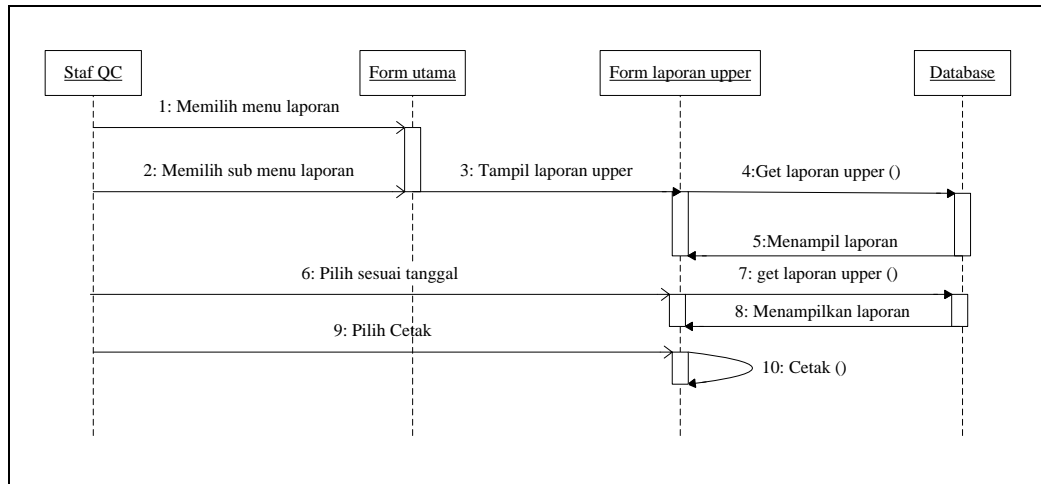 Staf QC
Form utama
Form laporan upper
Database
1: Memilih menu laporan
2: Memilih sub menu laporan
3: Tampil laporan upper
4:Get laporan upper ()
5:Menampil laporan
6: Pilih sesuai tanggal
7: get laporan upper ()
8: Menampilkan laporan
9: Pilih Cetak
10: Cetak ()